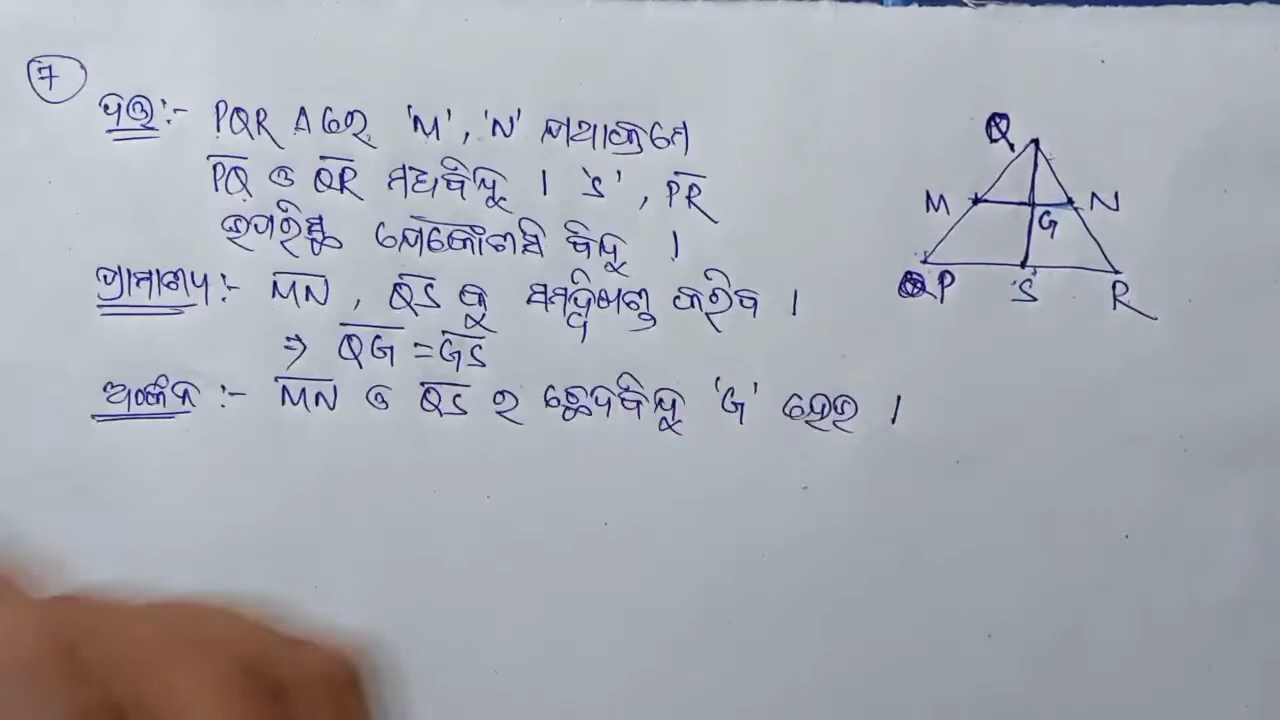 7
ଦତ୍ତ :- PQR Δ ରେ 'M', 'N' ଯଥାକ୍ରମେ
PQ ଓ QR ମଧ୍ୟବିନ୍ଦୁ । 'S', PR
ଉପରିସ୍ଥ ଯେକୌଣସି ବିନ୍ଦୁ ।
ପ୍ରାମାଣ୍ୟ :- MN, QS କୁ ସମଦ୍ୱିଖଣ୍ଡ କରିବ ।
⇒ QG = GS
ଅଙ୍କନ :- MN ଓ QS ର ଛେଦବିନ୍ଦୁ 'G' ହେଉ ।
Q
M
N
G
P
S
R